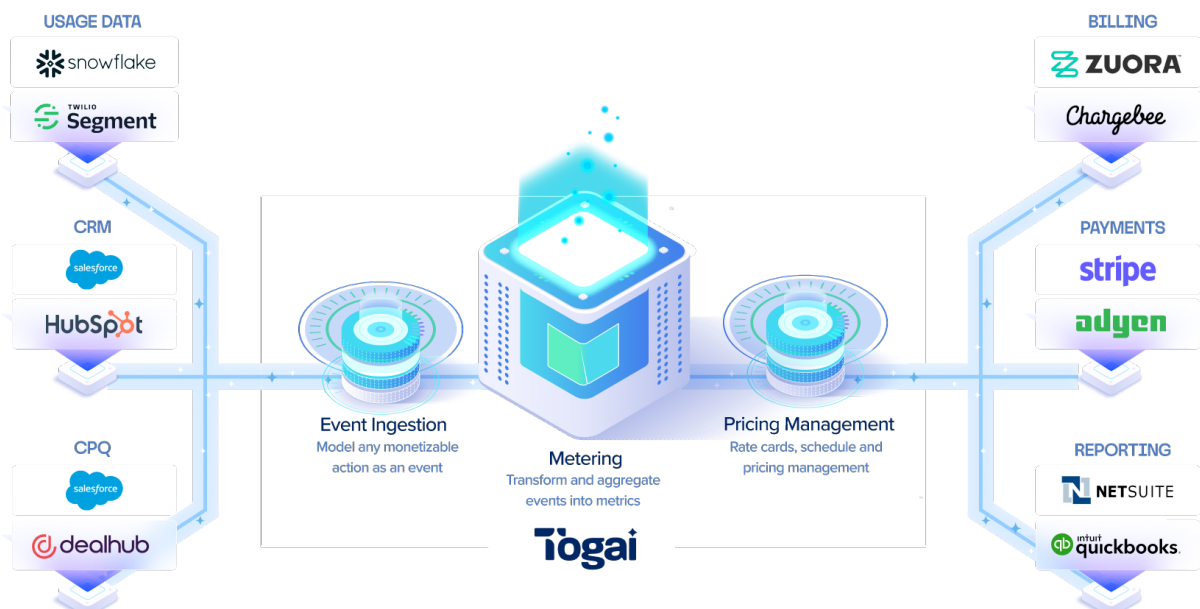 USAGE DATA
snowflake
TWILIO
Segment
CRM
salesforce
HubSpot
CPQ
salesforce
dealhub
Event Ingestion
Model any monetizable
action as an event
Metering
Transform and aggregate
events into metrics
Togai
Pricing Management
Rate cards, schedule and
pricing management
BILLING
ZUORA
Chargebee
PAYMENTS
stripe
adyen
REPORTING
NETSUITE
qb
intuit
quickbooks.